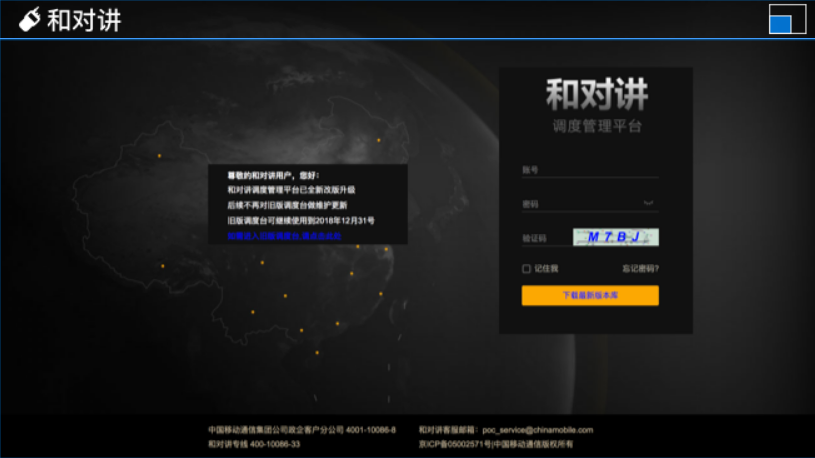 和对讲
和对讲
调度管理平台
尊敬的和对讲用户，您好：
和对讲调度管理平台已全新改版升级
后续不再对旧版调度台做维护更新
旧版调度台可继续使用到2018年12月31号
账号
密码
验证码 M7BJ
记住我 忘记密码?
下载最新版本库
中国移动通信集团公司政企客户分公司 4001-10086-8 和对讲客服邮箱：poc_service@chinamobile.com
和对讲专线 400-10086-33 京ICP备05002571号|中国移动通信版权所有